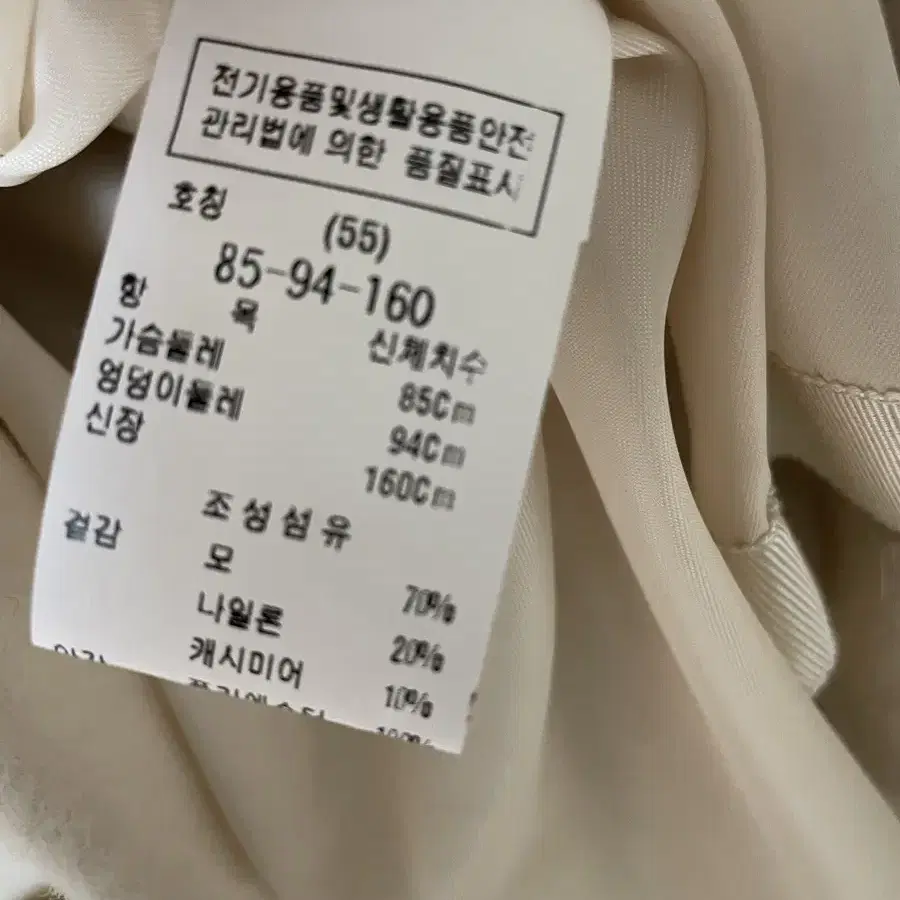 전기용품및생활용품안전
관리법에 의한 품질표시
호칭 (55)
85-94-160
항 목 신체치수
가슴둘레 85Cm
엉덩이둘레 94Cm
신장 160Cm
조성섬유
겉감 모 70%
나일론 20%
캐시미어 10%